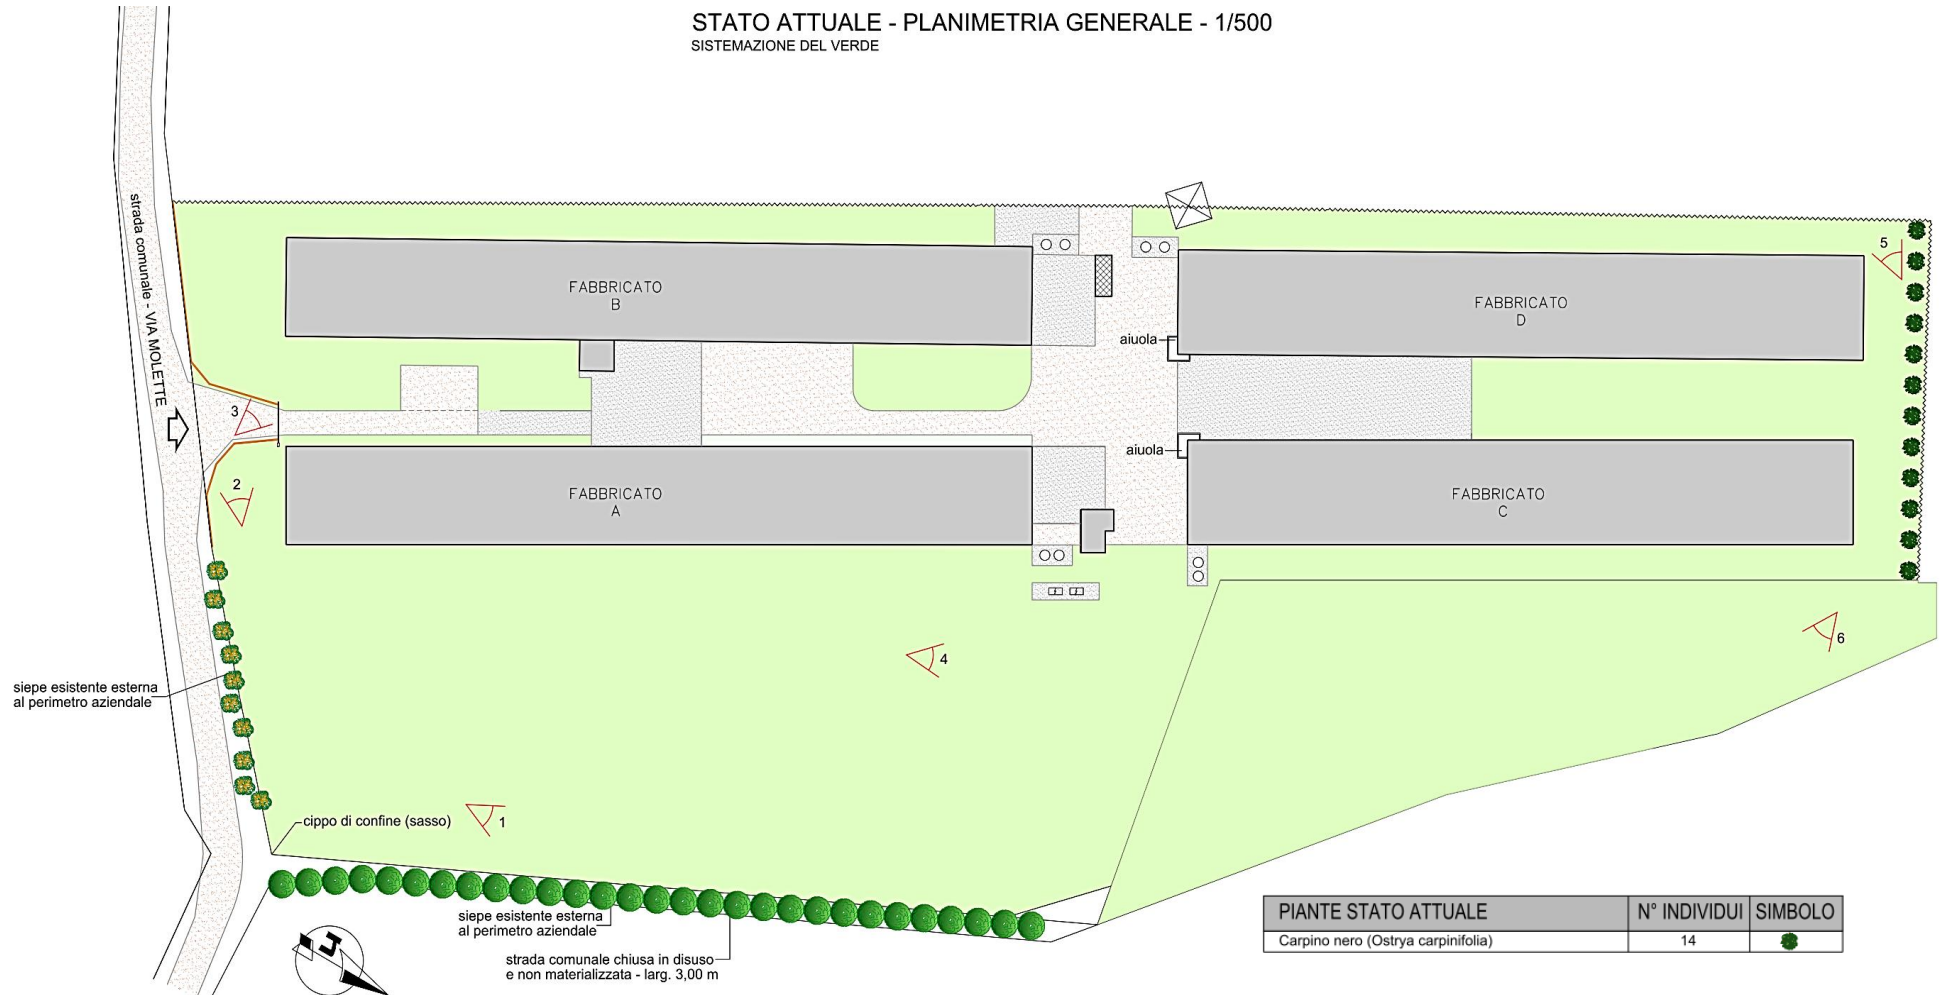 STATO ATTUALE - PLANIMETRIA GENERALE - 1/500
SISTEMAZIONE DEL VERDE
strada comunale - VIA MOLETTE
FABBRICATO
B
FABBRICATO
D
5
aiuola
3
aiuola
2
FABBRICATO
A
FABBRICATO
C
6
4
siepe esistente esterna
al perimetro aziendale
cippo di confine (sasso)
1
siepe esistente esterna
al perimetro aziendale
strada comunale chiusa in disuso
e non materializzata - larg. 3,00 m
PIANTE STATO ATTUALE N° INDIVIDUI SIMBOLO
Carpino nero (Ostrya carpinifolia) 14